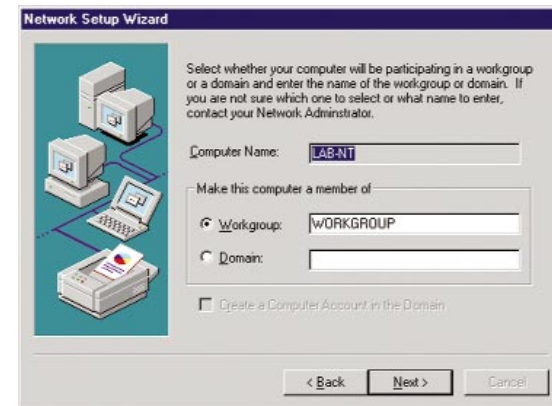 Network Setup Wizard
Select whether your computer will be participating in a workgroup
or a domain and enter the name of the workgroup or domain. If
you are not sure which one to select or what name to enter,
contact your Network Adminstrator.
Computer Name: LAB-NT
Make this computer a member of
Workgroup: WORKGROUP
Domain:
Create a Computer Account in the Domain
< Back Next > Cancel